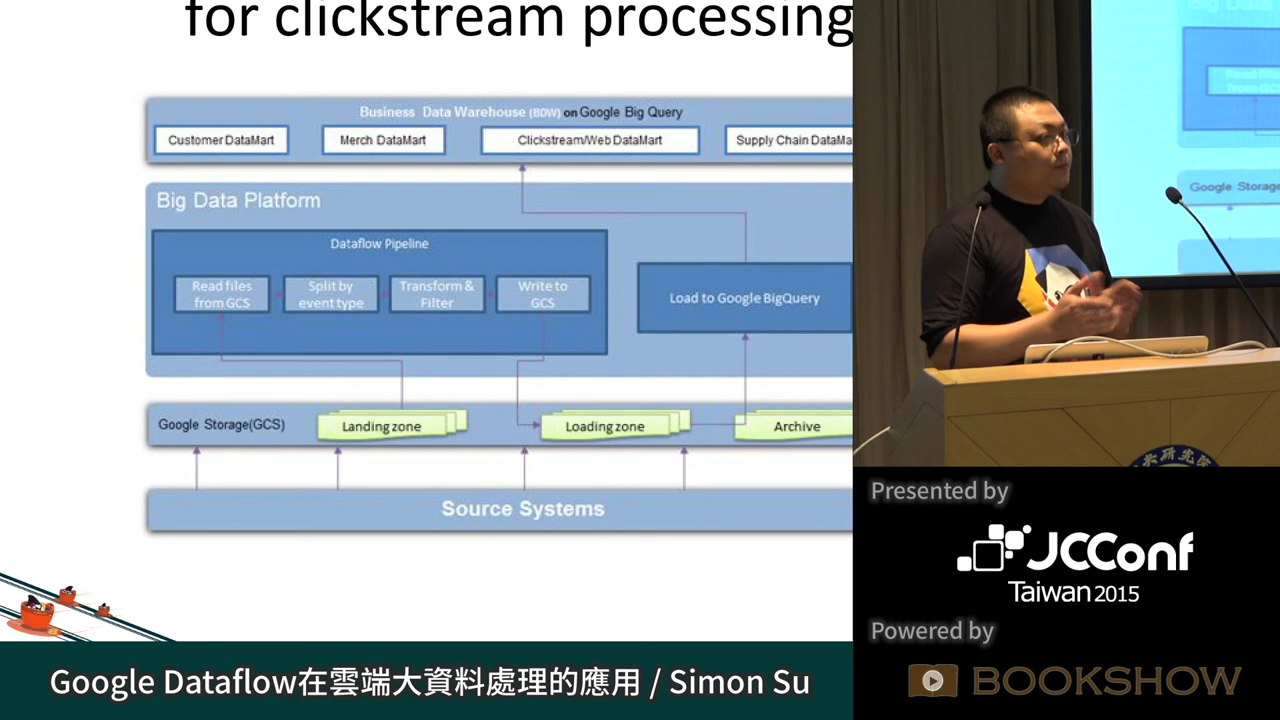 for clickstream processing
Business Data Warehouse (BDW) on Google Big Query
Customer DataMart
Merch DataMart
Clickstream/Web DataMart
Supply Chain DataMa
Big Data Platform
Dataflow Pipeline
Read files
from GCS
Split by
event type
Transform &
Filter
Write to
GCS
Load to Google BigQuery
Google Storage(GCS)
Landing zone
Loading zone
Archive
Source Systems
Google Dataflow在雲端大資料處理的應用 / Simon Su
Big Data
Google Storag
Presented by
JCConf
Taiwan 2015
Powered by
BOOKSHOW